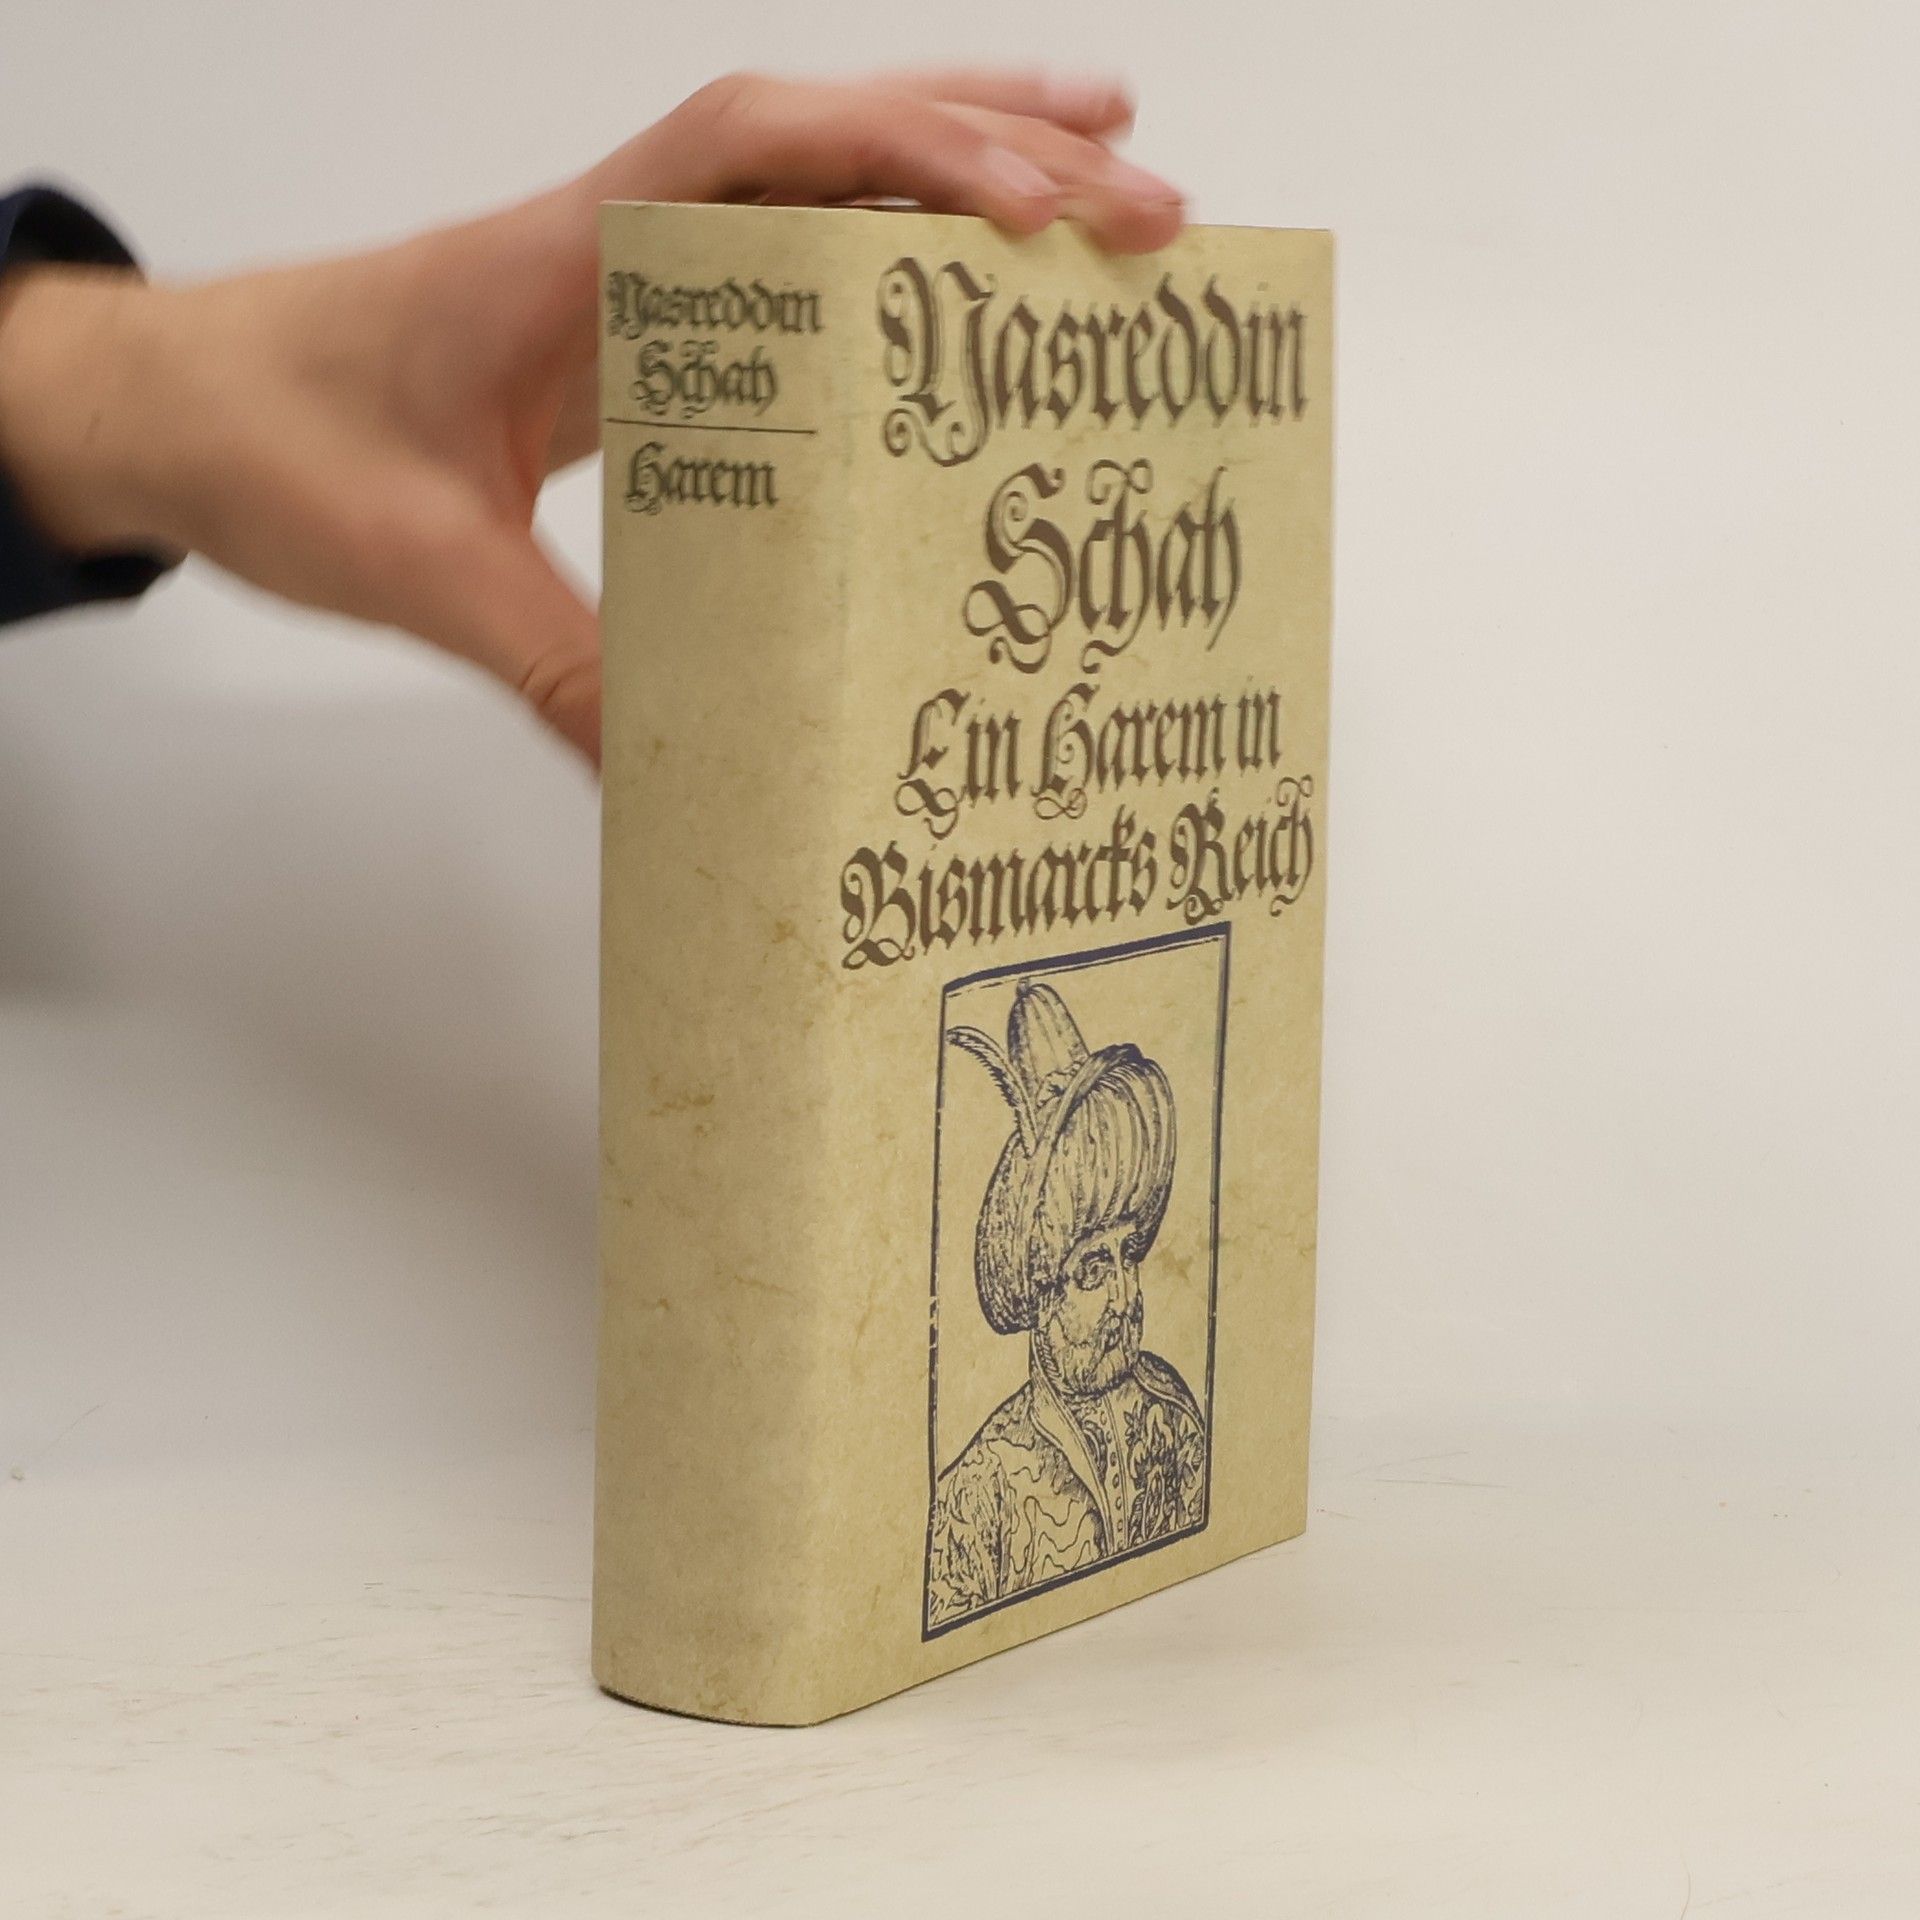 Nasreddin
Schah
Harem
Nasreddin
Schah
Ein Harem in
Bismarcks Reich